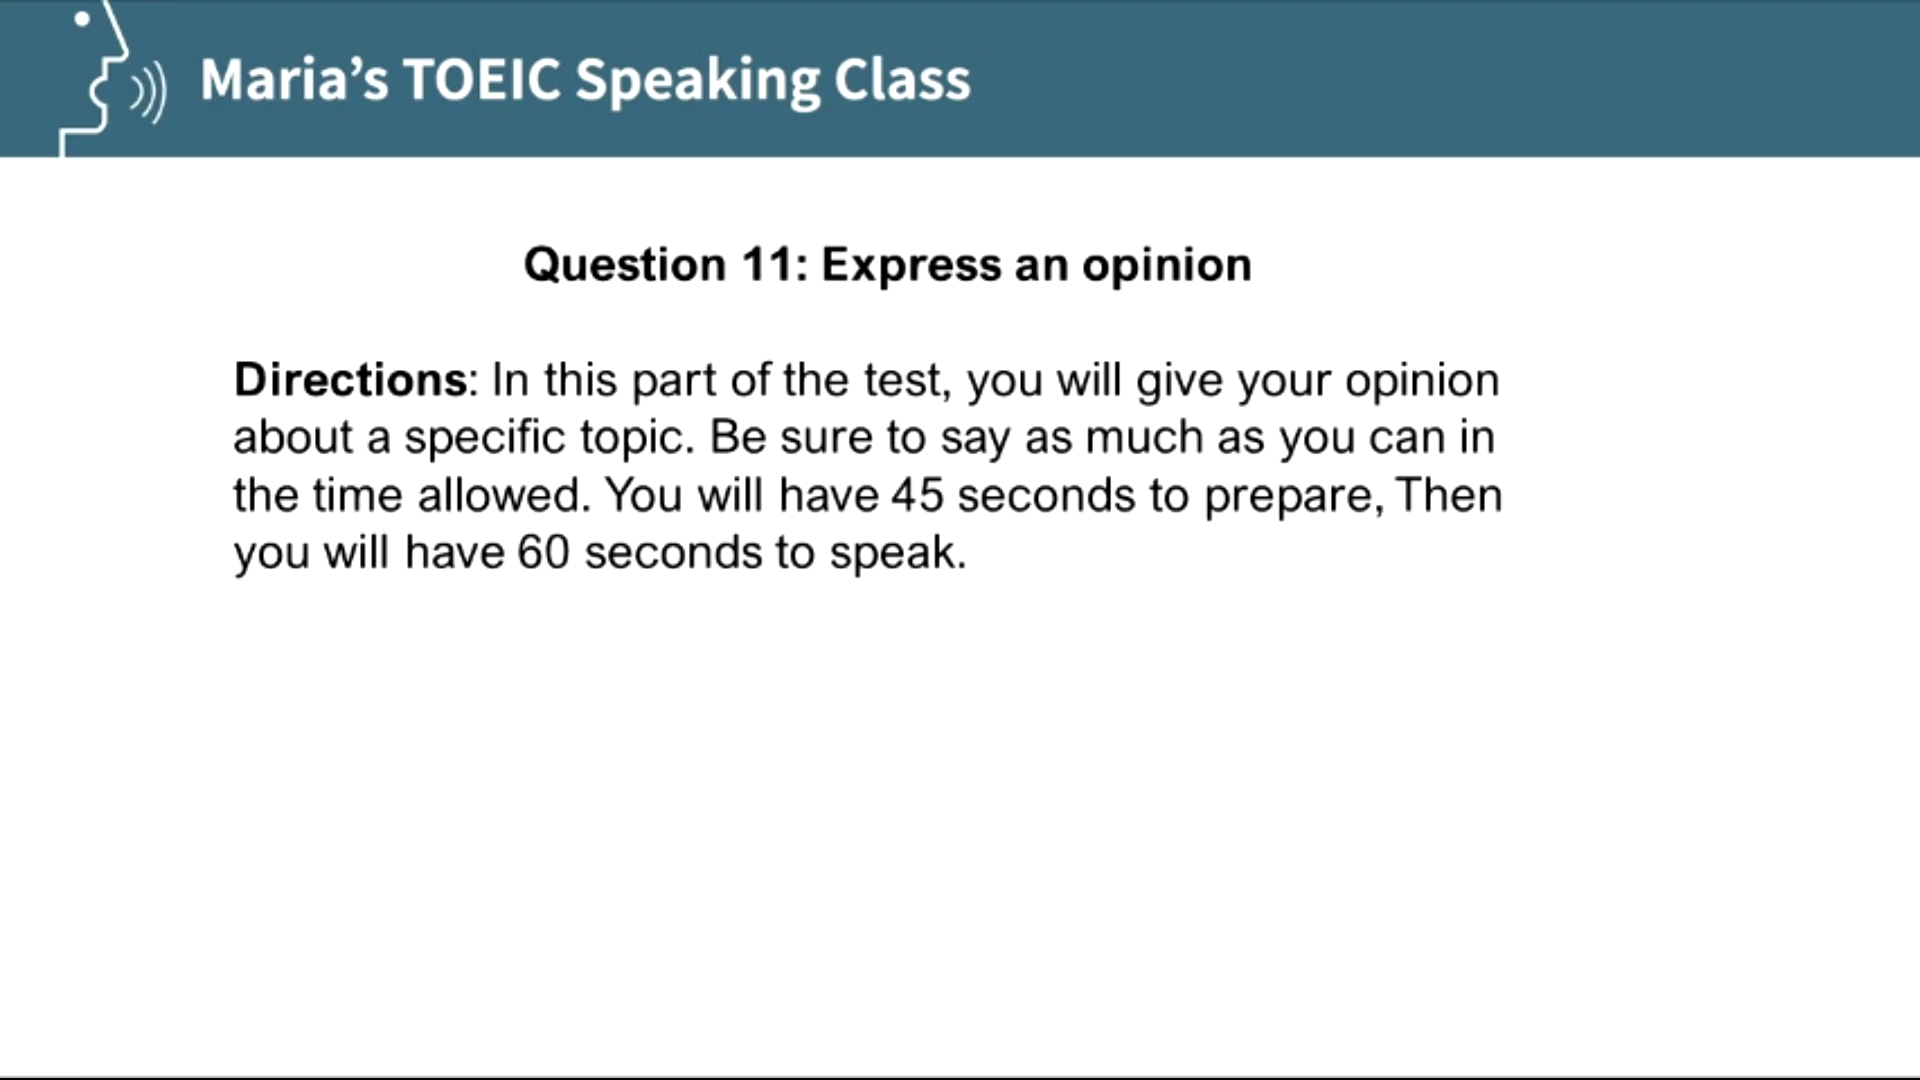 Maria’s TOEIC Speaking Class
Question 11: Express an opinion
Directions: In this part of the test, you will give your opinion
about a specific topic. Be sure to say as much as you can in
the time allowed. You will have 45 seconds to prepare, Then
you will have 60 seconds to speak.